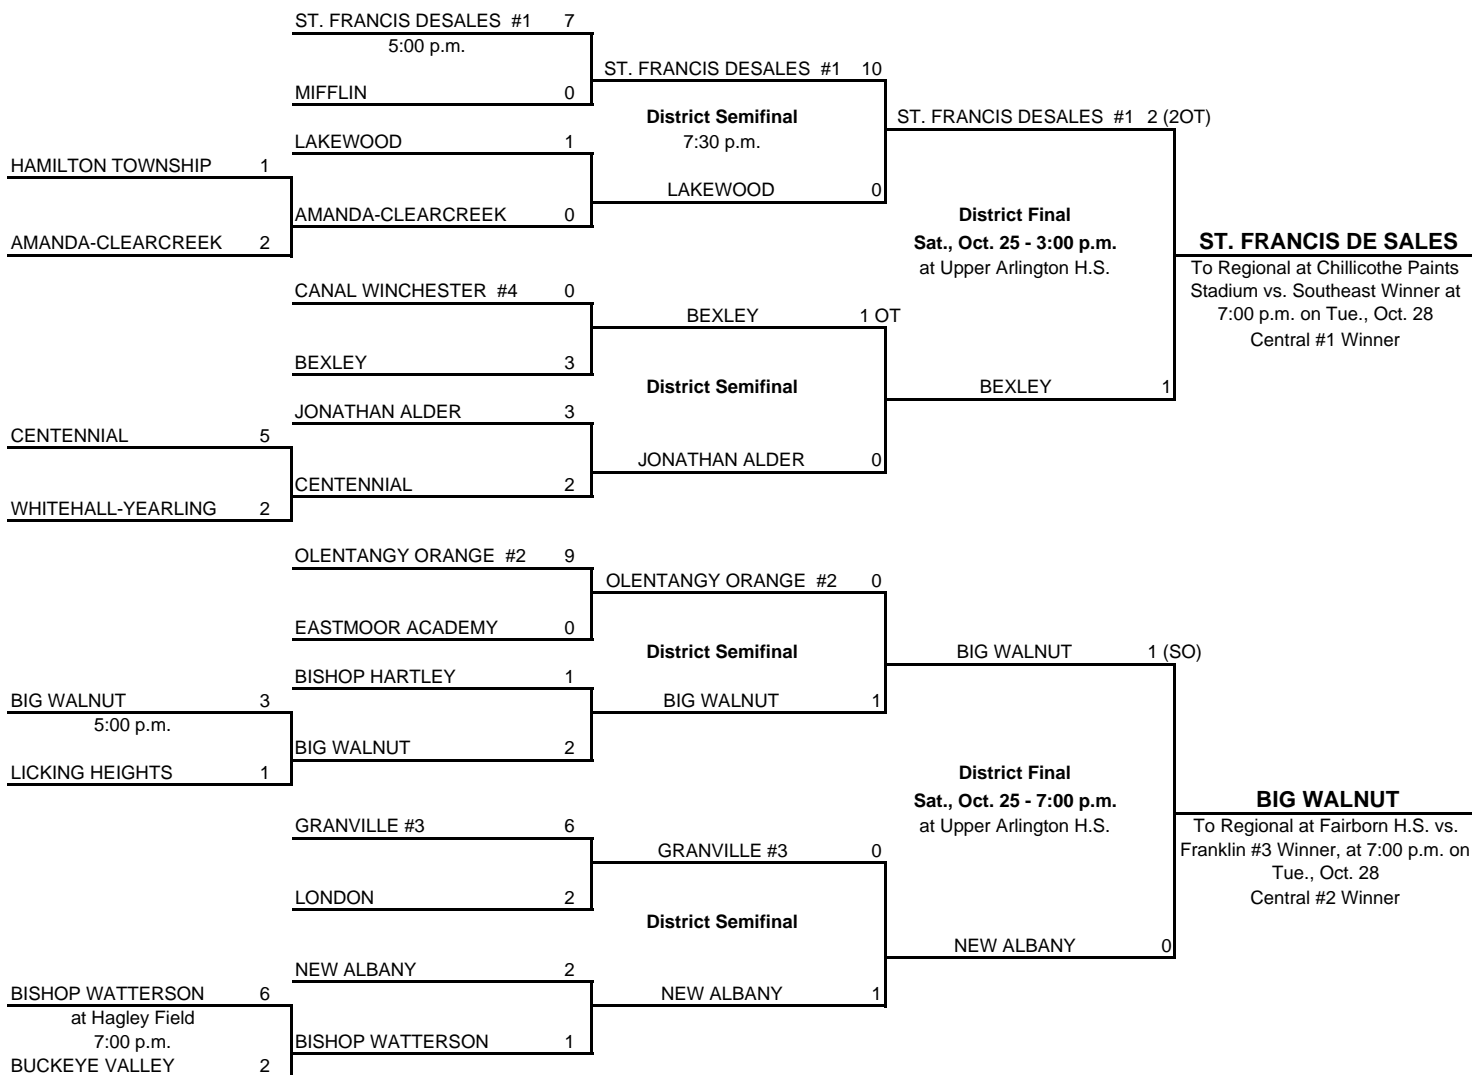 ST. FRANCIS DESALES #1 7
5:00 p.m.
MIFFLIN 0
LAKEWOOD 1
HAMILTON TOWNSHIP 1
AMANDA-CLEARCREEK 0
AMANDA-CLEARCREEK 2
CANAL WINCHESTER #4 0
BEXLEY 3
JONATHAN ALDER 3
CENTENNIAL 5
CENTENNIAL 2
WHITEHALL-YEARLING 2
OLENTANGY ORANGE #2 9
EASTMOOR ACADEMY 0
BISHOP HARTLEY 1
BIG WALNUT 3
5:00 p.m.
BIG WALNUT 2
LICKING HEIGHTS 1
GRANVILLE #3 6
LONDON 2
NEW ALBANY 2
BISHOP WATTERSON 6
at Hagley Field
7:00 p.m.
BISHOP WATTERSON 1
BUCKEYE VALLEY 2
ST. FRANCIS DESALES #1 10
District Semifinal
7:30 p.m.
LAKEWOOD 0
BEXLEY 1 OT
District Semifinal
JONATHAN ALDER 0
OLENTANGY ORANGE #2 0
District Semifinal
BIG WALNUT 1
GRANVILLE #3 0
District Semifinal
NEW ALBANY 1
ST. FRANCIS DESALES #1 2 (2OT)
District Final
Sat., Oct. 25 - 3:00 p.m.
at Upper Arlington H.S.
BEXLEY 1
BIG WALNUT 1 (SO)
District Final
Sat., Oct. 25 - 7:00 p.m.
at Upper Arlington H.S.
NEW ALBANY 0
ST. FRANCIS DE SALES
To Regional at Chillicothe Paints
Stadium vs. Southeast Winner at
7:00 p.m. on Tue., Oct. 28
Central #1 Winner
BIG WALNUT
To Regional at Fairborn H.S. vs.
Franklin #3 Winner, at 7:00 p.m. on
Tue., Oct. 28
Central #2 Winner